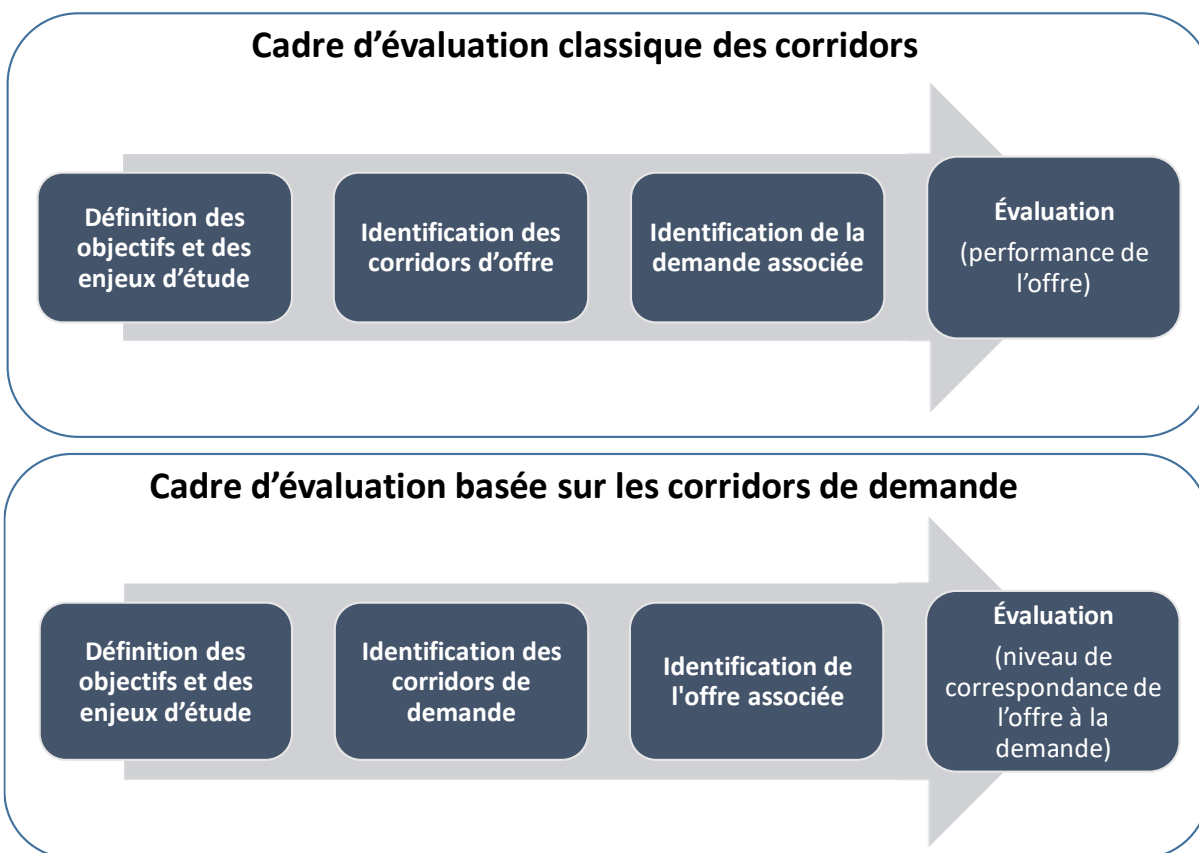 Cadre d’évaluation classique des corridors
Définition des
objectifs et des
enjeux d’étude
Identification des
corridors d’offre
Identification de la
demande associée
Évaluation
(performance de
l’offre)
Cadre d’évaluation basée sur les corridors de demande
Définition des
objectifs et des
enjeux d’étude
Identification des
corridors de
demande
Identification de
l'offre associée
Évaluation
(niveau de
correspondance de
l’offre à la
demande)